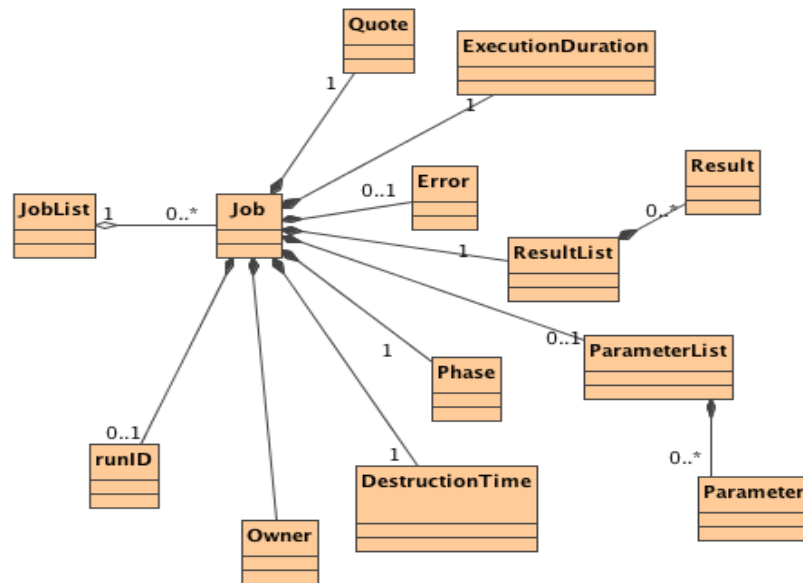 Quote
ExecutionDuration
1
1
Error
0..1
Result
JobList
1
0..*
Job
0..*
1
ResultList
0..1
ParameterList
1
Phase
0..1
runID
1
DestructionTime
0..*
Parameter
Owner